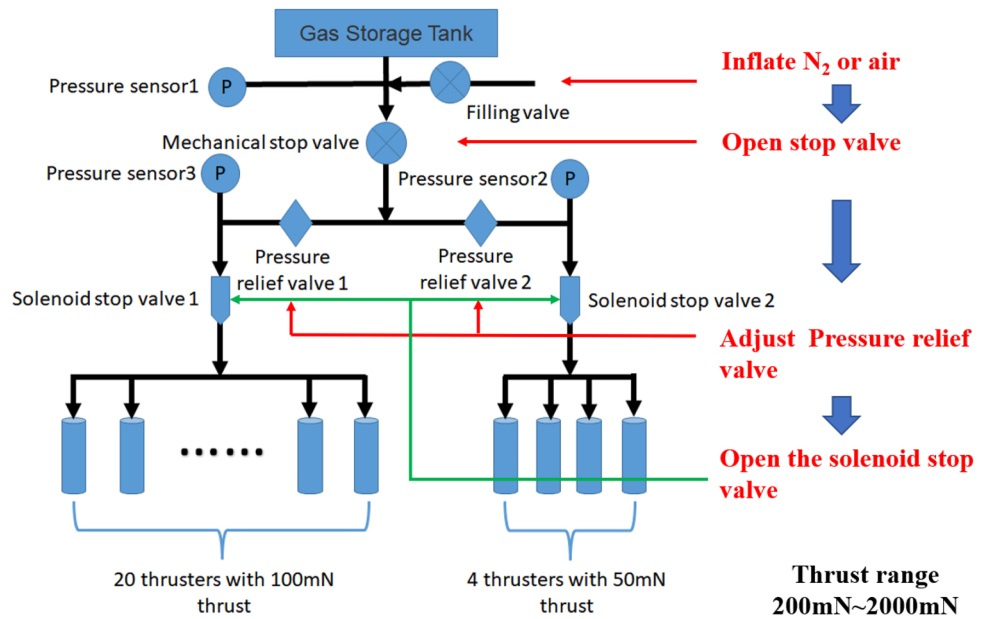 Gas Storage Tank
Inflate N₂ or air
Pressure sensor1
P
Filling valve
Mechanical stop valve
Open stop valve
Pressure sensor3
P
Pressure sensor2
P
Pressure
relief valve 1
Pressure
relief valve 2
Solenoid stop valve 1
Solenoid stop valve 2
Adjust Pressure relief
valve
Open the solenoid stop
valve
20 thrusters with 100mN
thrust
4 thrusters with 50mN
thrust
Thrust range
200mN~2000mN